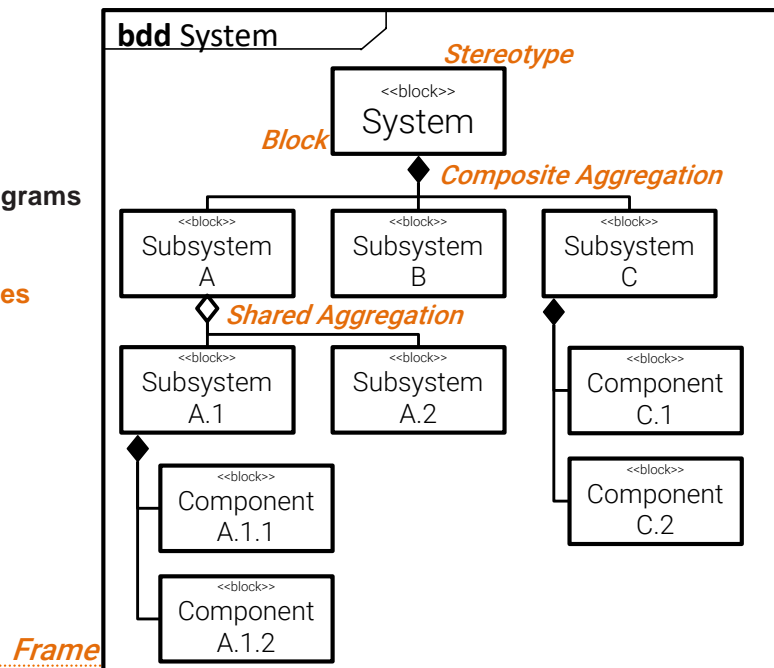 bdd System
Stereotype
<<block>>
System
Block
Composite Aggregation
grams
<<block>>
Subsystem
A
<<block>>
Subsystem
B
<<block>>
Subsystem
C
es
Shared Aggregation
<<block>>
Subsystem
A.1
<<block>>
Subsystem
A.2
<<block>>
Component
C.1
<<block>>
Component
A.1.1
<<block>>
Component
C.2
<<block>>
Component
A.1.2
Frame